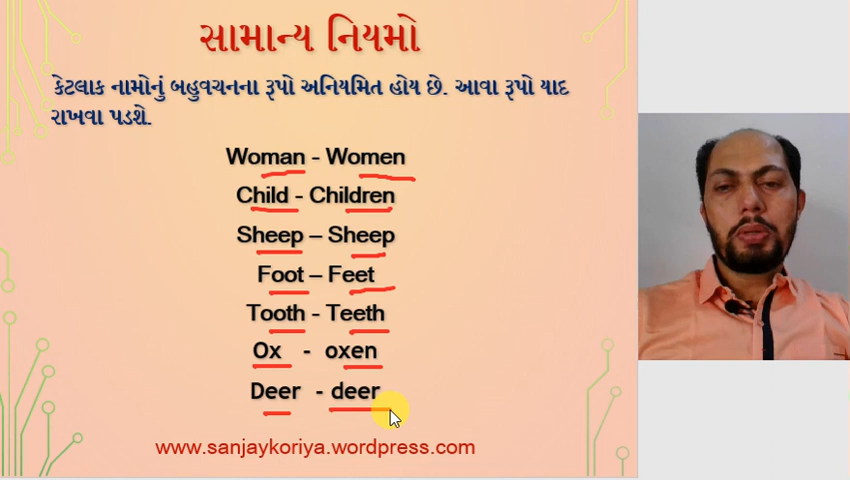 સામાન્ય નિયમો
કેટલાક નામોનું બહુવચનના રૂપો અનિયમિત હોય છે. આવા રૂપો યાદ
રાખવા પડશે.
Woman - Women
Child - Children
Sheep – Sheep
Foot – Feet
Tooth - Teeth
Ox - oxen
Deer - deer
www.sanjaykoriya.wordpress.com